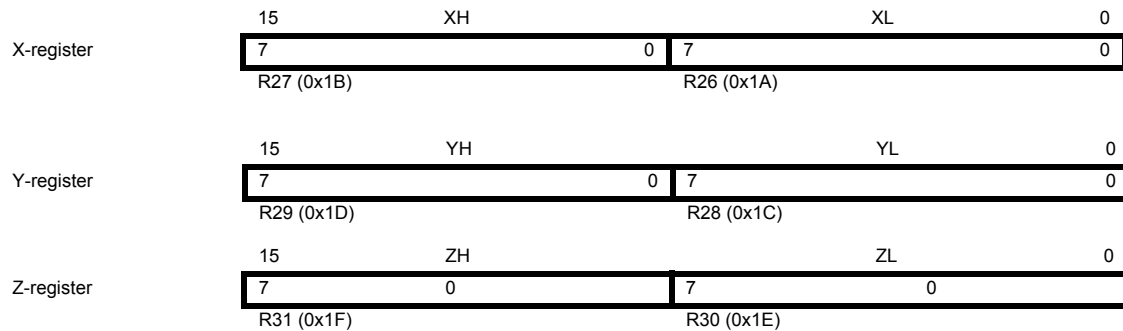 15 XH XL 0
X-register 7 0 7 0
R27 (0x1B) R26 (0x1A)
15 YH YL 0
Y-register 7 0 7 0
R29 (0x1D) R28 (0x1C)
15 ZH ZL 0
Z-register 7 0 7 0
R31 (0x1F) R30 (0x1E)